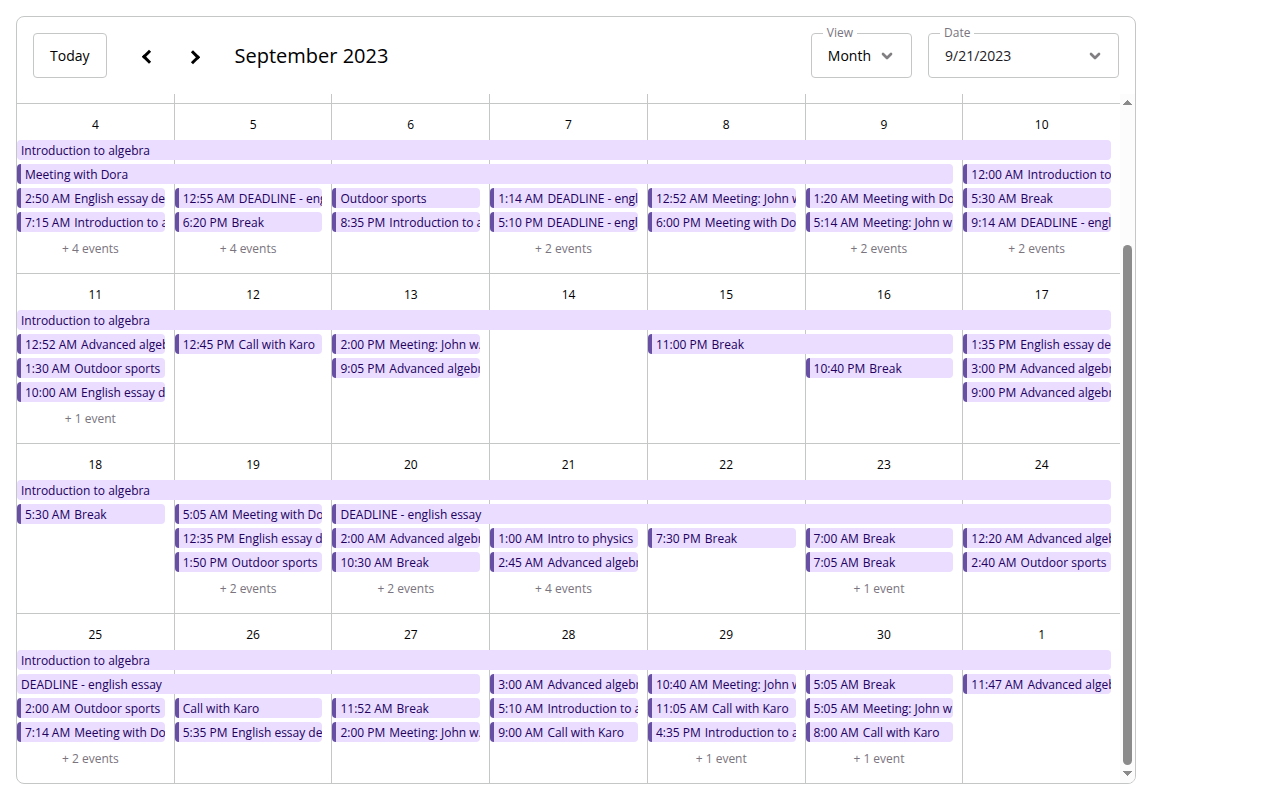 Today
September 2023
View
Month
Date
9/21/2023
4 5 6 7 8 9 10
Introduction to algebra
Meeting with Dora 12:00 AM Introduction to
2:50 AM English essay de 12:55 AM DEADLINE - eng Outdoor sports 1:14 AM DEADLINE - engl 12:52 AM Meeting: John w 1:20 AM Meeting with Do 5:30 AM Break
7:15 AM Introduction to a 6:20 PM Break 8:35 PM Introduction to a 5:10 PM DEADLINE - engl 6:00 PM Meeting with Do 5:14 AM Meeting: John w 9:14 AM DEADLINE - engl
+ 4 events + 4 events + 2 events + 2 events + 2 events
11 12 13 14 15 16 17
Introduction to algebra
12:52 AM Advanced algeb 12:45 PM Call with Karo 2:00 PM Meeting: John w. 11:00 PM Break 1:35 PM English essay de
1:30 AM Outdoor sports 9:05 PM Advanced algebr 10:40 PM Break 3:00 PM Advanced algebr
10:00 AM English essay d 9:00 PM Advanced algebr
+ 1 event
18 19 20 21 22 23 24
Introduction to algebra
5:30 AM Break 5:05 AM Meeting with Do DEADLINE - english essay
12:35 PM English essay d 2:00 AM Advanced algebr 1:00 AM Intro to physics 7:30 PM Break 7:00 AM Break 12:20 AM Advanced algeb
1:50 PM Outdoor sports 10:30 AM Break 2:45 AM Advanced algebr 7:05 AM Break 2:40 AM Outdoor sports
+ 2 events + 2 events + 4 events + 1 event
25 26 27 28 29 30 1
Introduction to algebra
DEADLINE - english essay 3:00 AM Advanced algebr 10:40 AM Meeting: John w 5:05 AM Break 11:47 AM Advanced algeb
2:00 AM Outdoor sports Call with Karo 11:52 AM Break 5:10 AM Introduction to a 11:05 AM Call with Karo 5:05 AM Meeting: John w
7:14 AM Meeting with Do 5:35 PM English essay de 2:00 PM Meeting: John w. 9:00 AM Call with Karo 4:35 PM Introduction to a 8:00 AM Call with Karo
+ 2 events + 1 event + 1 event